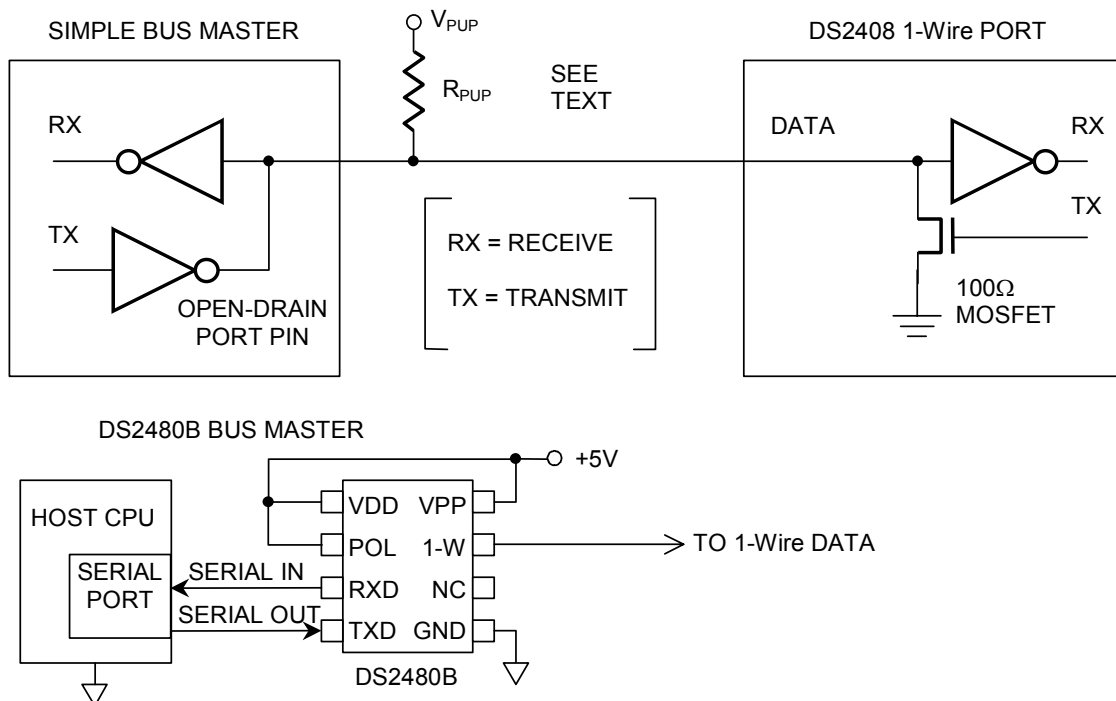 SIMPLE BUS MASTER
VPUP
DS2408 1-Wire PORT
RPUP
SEE
TEXT
RX
DATA
RX
TX
TX
RX = RECEIVE
TX = TRANSMIT
OPEN-DRAIN
PORT PIN
100Ω
MOSFET
DS2480B BUS MASTER
+5V
HOST CPU
VDD
VPP
POL
1-W
TO 1-Wire DATA
SERIAL
PORT
SERIAL IN
RXD
NC
SERIAL OUT
TXD
GND
DS2480B